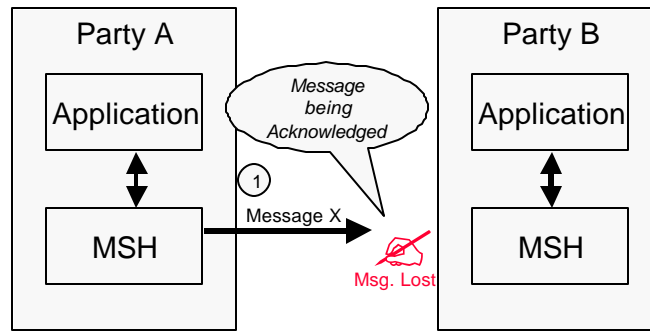 Party A
Application
MSH
Message
being
Acknowledged
1
Message X
Msg. Lost
Party B
Application
MSH